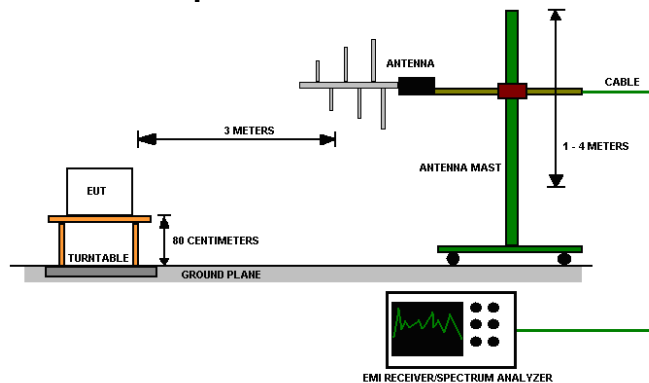 ANTENNA
CABLE
3 METERS
1 - 4 METERS
ANTENNA MAST
EUT
80 CENTIMETERS
TURNTABLE
GROUND PLANE
EMI RECEIVER/SPECTRUM ANALYZER